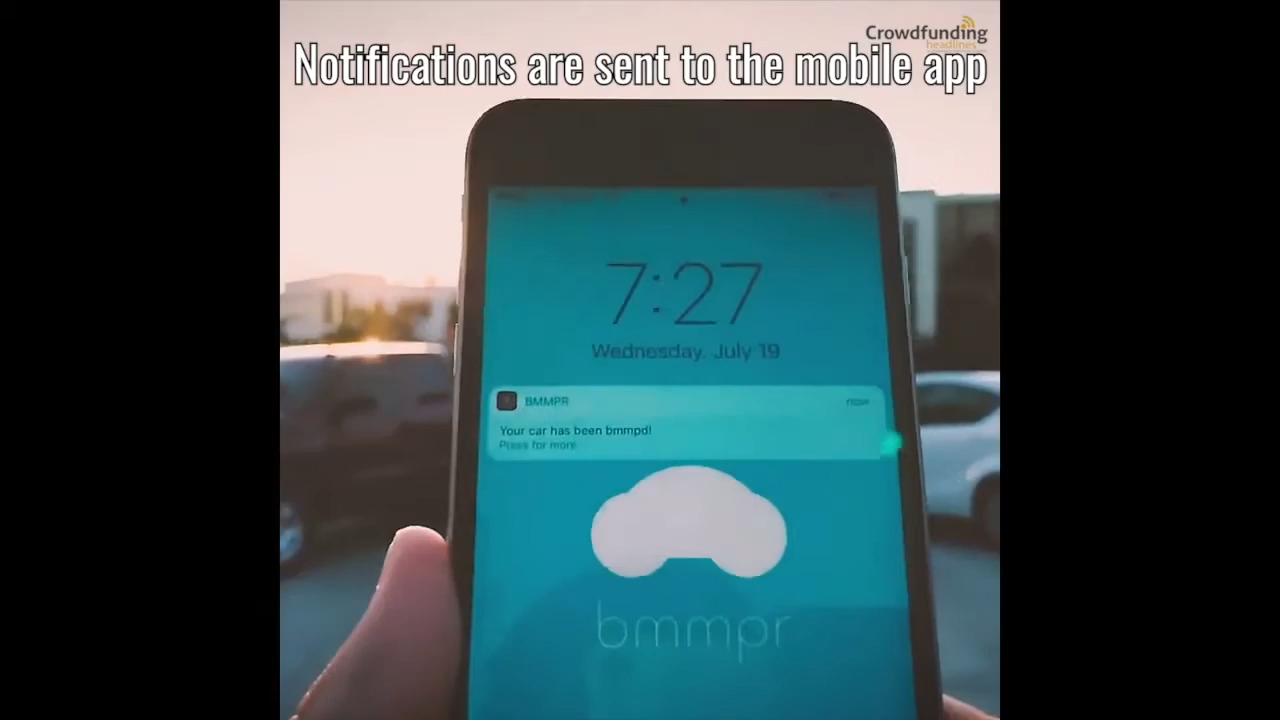 Crowdfunding
headlines
Notifications are sent to the mobile app
7:27
Wednesday, July 19
BMMPR now
Your car has been bmmpd!
Press for more
bmmpr